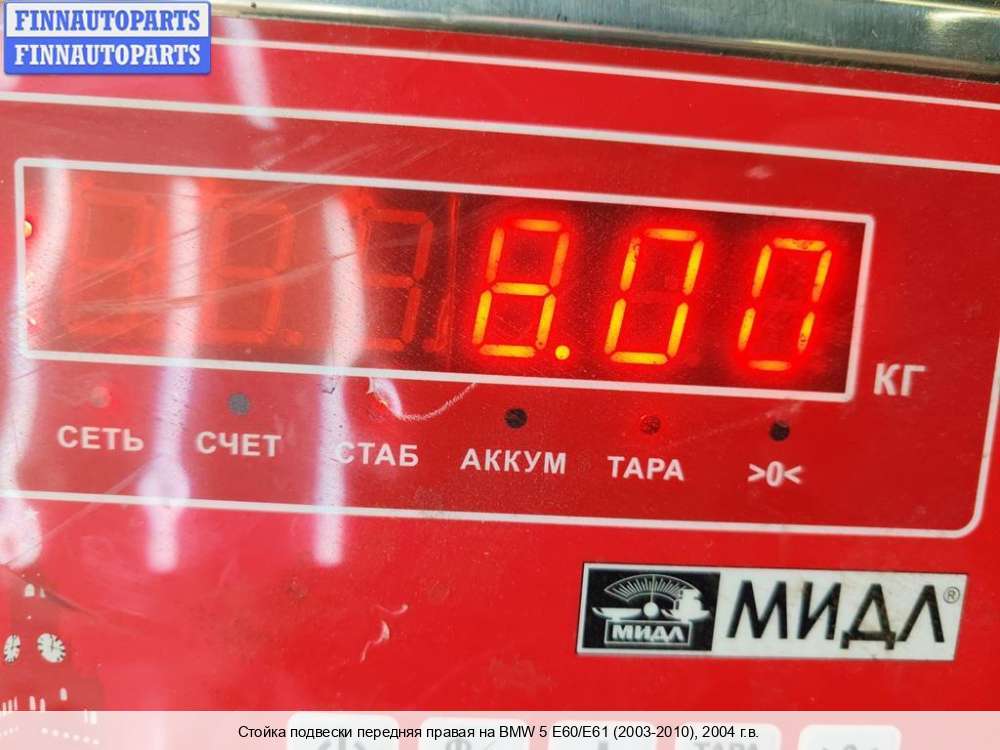 FINNAUTOPARTS
FINNAUTOPARTS
8.00
КГ
СЕТЬ СЧЕТ СТАБ АККУМ ТАРА >0<
МИДЛ МИДЛ®
ТАРА
Стойка подвески передняя правая на BMW 5 E60/E61 (2003-2010), 2004 г.в.